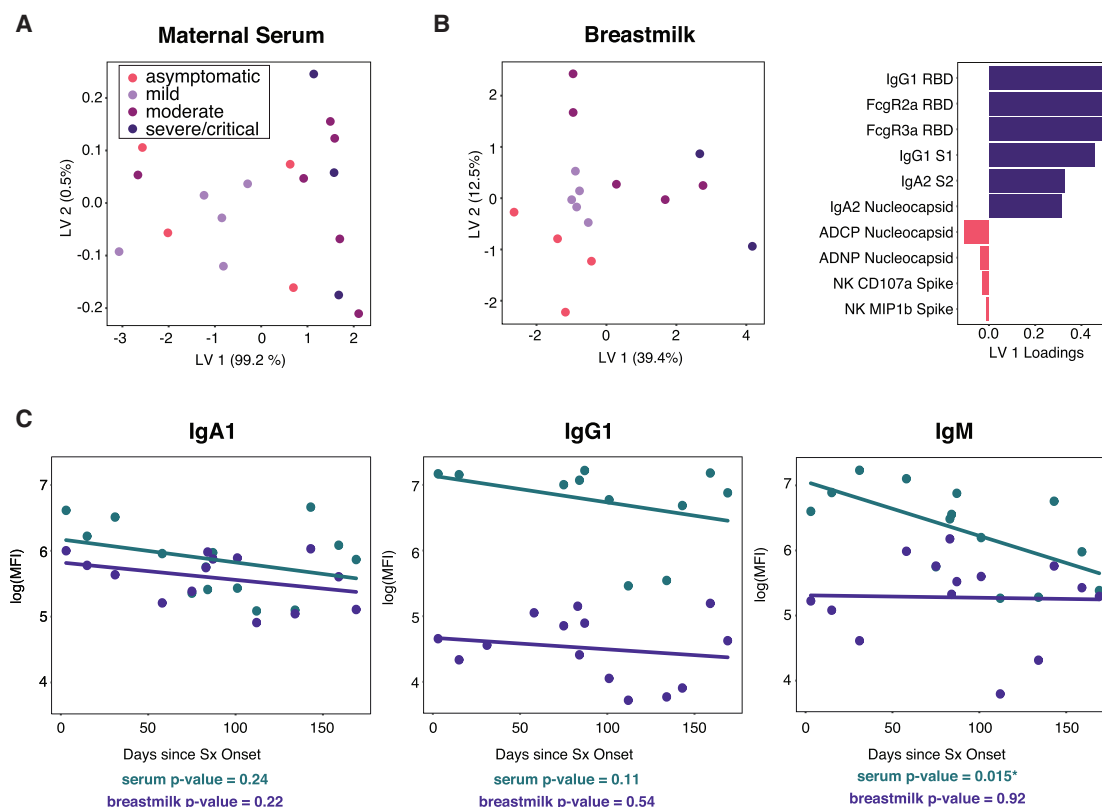 A
Maternal Serum
asymptomatic
mild
moderate
severe/critical
0.2
0.1
0.0
-0.1
-0.2
LV 2 (0.5%)
-3
-2
-1
0
1
2
LV 1 (99.2 %)
B
Breastmilk
2
1
0
-1
-2
LV 2 (12.5%)
-2
0
2
4
LV 1 (39.4%)
IgG1 RBD
FcgR2a RBD
FcgR3a RBD
IgG1 S1
IgA2 S2
IgA2 Nucleocapsid
ADCP Nucleocapsid
ADNP Nucleocapsid
NK CD107a Spike
NK MIP1b Spike
0.0
0.2
0.4
LV 1 Loadings
C
IgA1
7
6
5
4
log(MFI)
0
50
100
150
Days since Sx Onset
serum p-value = 0.24
breastmilk p-value = 0.22
IgG1
7
6
5
4
log(MFI)
0
50
100
150
Days since Sx Onset
serum p-value = 0.11
breastmilk p-value = 0.54
IgM
7
6
5
4
log(MFI)
0
50
100
150
Days since Sx Onset
serum p-value = 0.015*
breastmilk p-value = 0.92